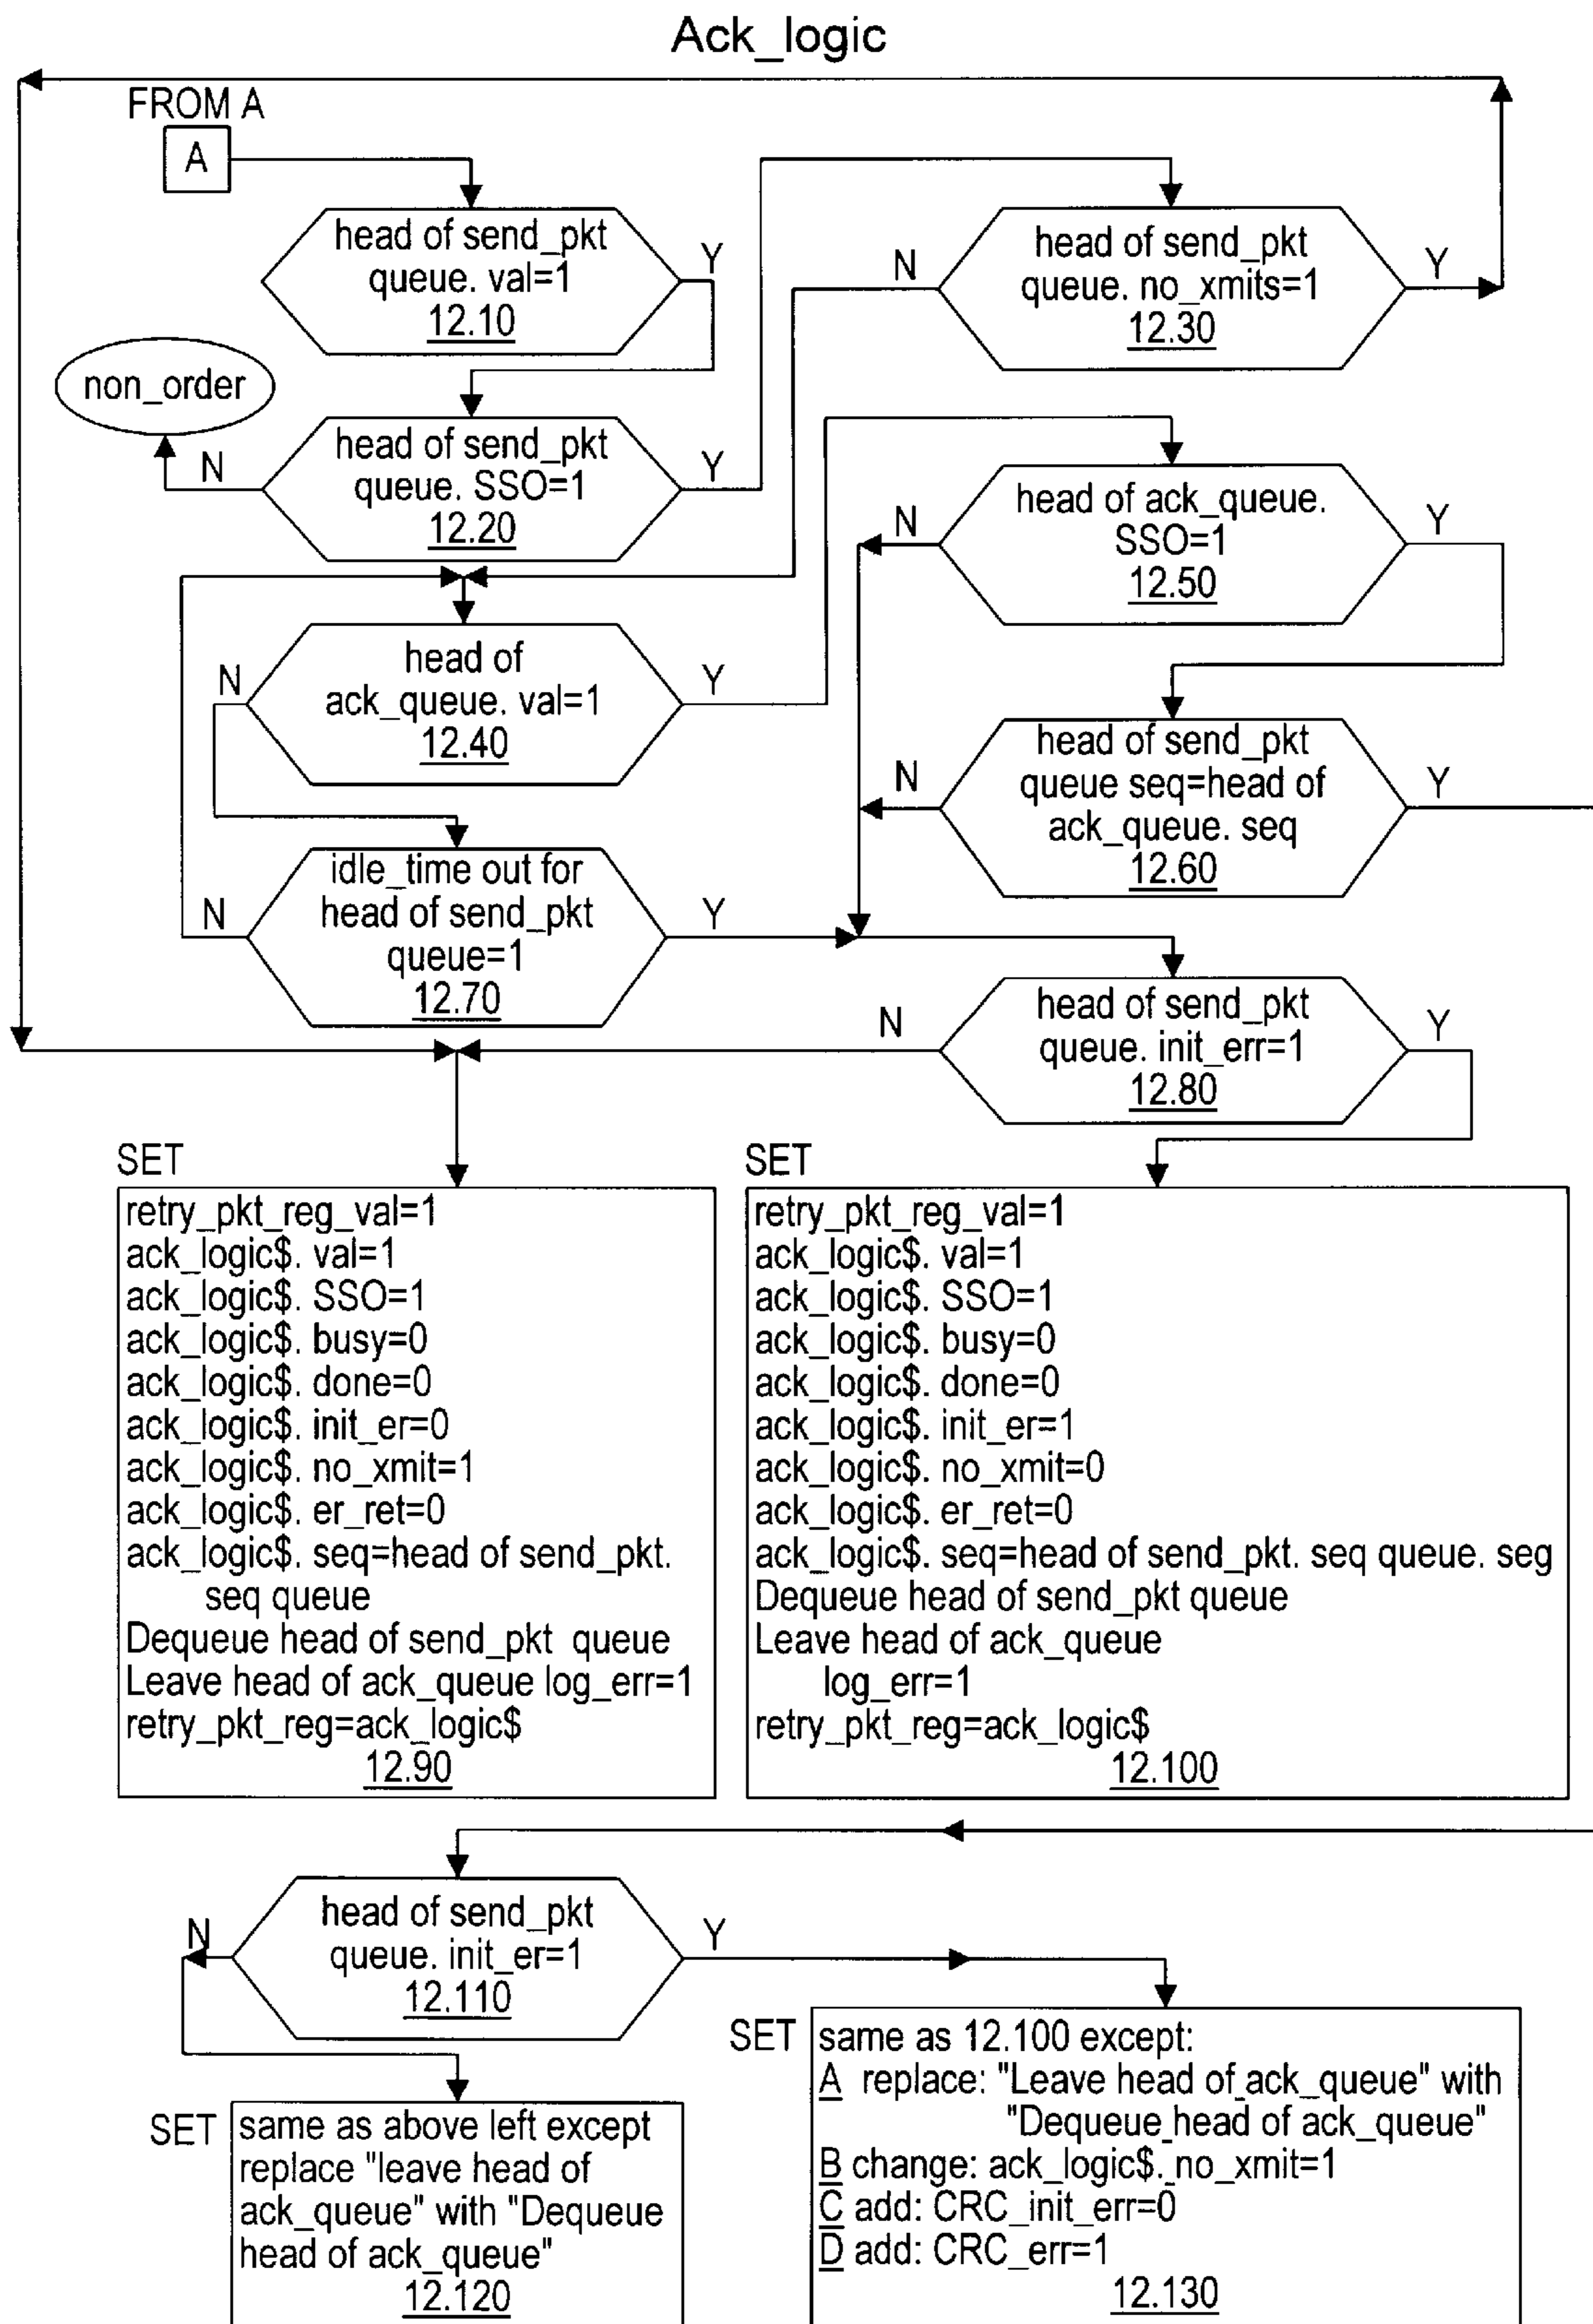 Ack_logic
FROM A
A
head of send_pkt
queue. val=1
12.10
Y
head of send_pkt
queue. no_xmits=1
12.30
N
Y
non_order
head of send_pkt
queue. SSO=1
12.20
N
Y
head of ack_queue.
SSO=1
12.50
N
Y
head of
ack_queue. val=1
12.40
N
Y
head of send_pkt
queue seq=head of
ack_queue. seq
12.60
N
Y
idle_time out for
head of send_pkt
queue=1
12.70
N
Y
head of send_pkt
queue. init_err=1
12.80
N
Y
SET
retry_pkt_reg_val=1
ack_logic$. val=1
ack_logic$. SSO=1
ack_logic$. busy=0
ack_logic$. done=0
ack_logic$. init_er=0
ack_logic$. no_xmit=1
ack_logic$. er_ret=0
ack_logic$. seq=head of send_pkt.
seq queue
Dequeue head of send_pkt queue
Leave head of ack_queue log_err=1
retry_pkt_reg=ack_logic$
12.90
SET
retry_pkt_reg_val=1
ack_logic$. val=1
ack_logic$. SSO=1
ack_logic$. busy=0
ack_logic$. done=0
ack_logic$. init_er=1
ack_logic$. no_xmit=0
ack_logic$. er_ret=0
ack_logic$. seq=head of send_pkt. seq queue. seg
Dequeue head of send_pkt queue
Leave head of ack_queue
log_err=1
retry_pkt_reg=ack_logic$
12.100
head of send_pkt
queue. init_er=1
12.110
N
Y
SET
same as above left except
replace "leave head of
ack_queue" with "Dequeue
head of ack_queue"
12.120
SET
same as 12.100 except:
A replace: "Leave head of_ack_queue" with
"Dequeue_head of ack_queue"
B change: ack_logic$._no_xmit=1
C add: CRC_init_err=0
D add: CRC_err=1
12.130